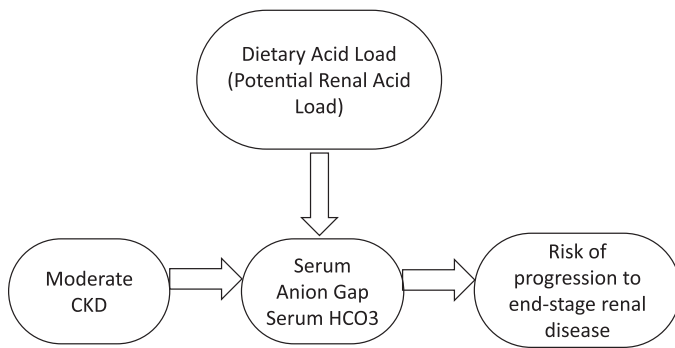 Dietary Acid Load
(Potential Renal Acid
Load)
Moderate
CKD
Serum
Anion Gap
Serum HCO3
Risk of
progression to
end-stage renal
disease